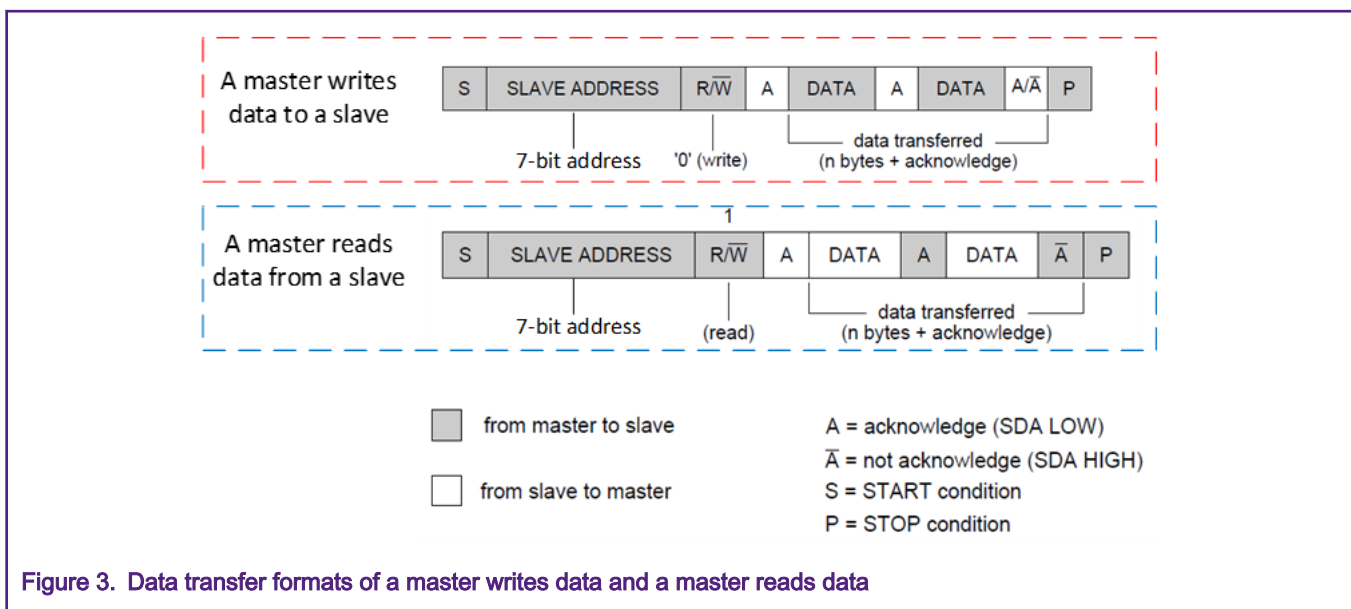 A master writes
data to a slave
S SLAVE ADDRESS R/W̅ A DATA A DATA A/A̅ P
7-bit address
'0' (write)
data transferred
(n bytes + acknowledge)
A master reads
data from a slave
1
S SLAVE ADDRESS R/W̅ A DATA A DATA A̅ P
7-bit address
(read)
data transferred
(n bytes + acknowledge)
from master to slave
from slave to master
A = acknowledge (SDA LOW)
A̅ = not acknowledge (SDA HIGH)
S = START condition
P = STOP condition
Figure 3. Data transfer formats of a master writes data and a master reads data